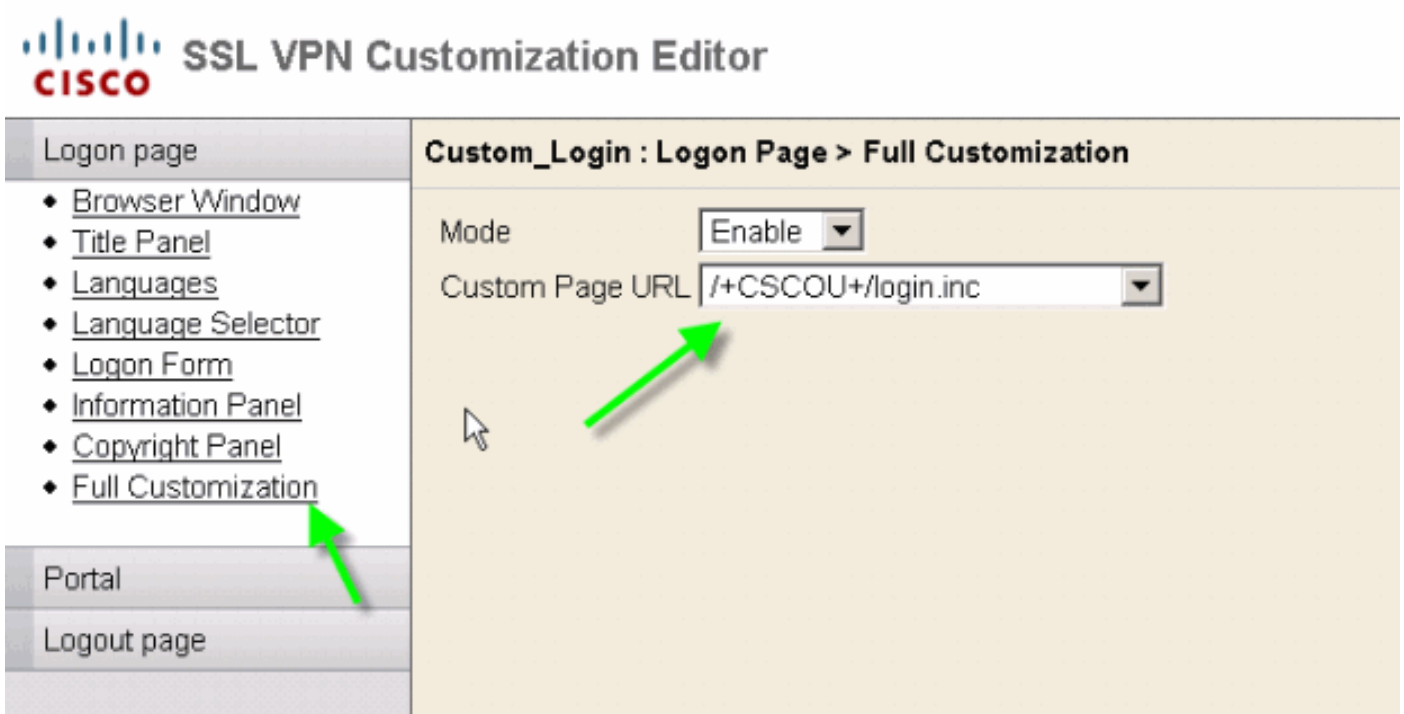 CISCO SSL VPN Customization Editor
Logon page
Browser Window
Title Panel
Languages
Language Selector
Logon Form
Information Panel
Copyright Panel
Full Customization
Portal
Logout page
Custom_Login : Logon Page > Full Customization
Mode Enable
Custom Page URL /+CSCOU+/login.inc